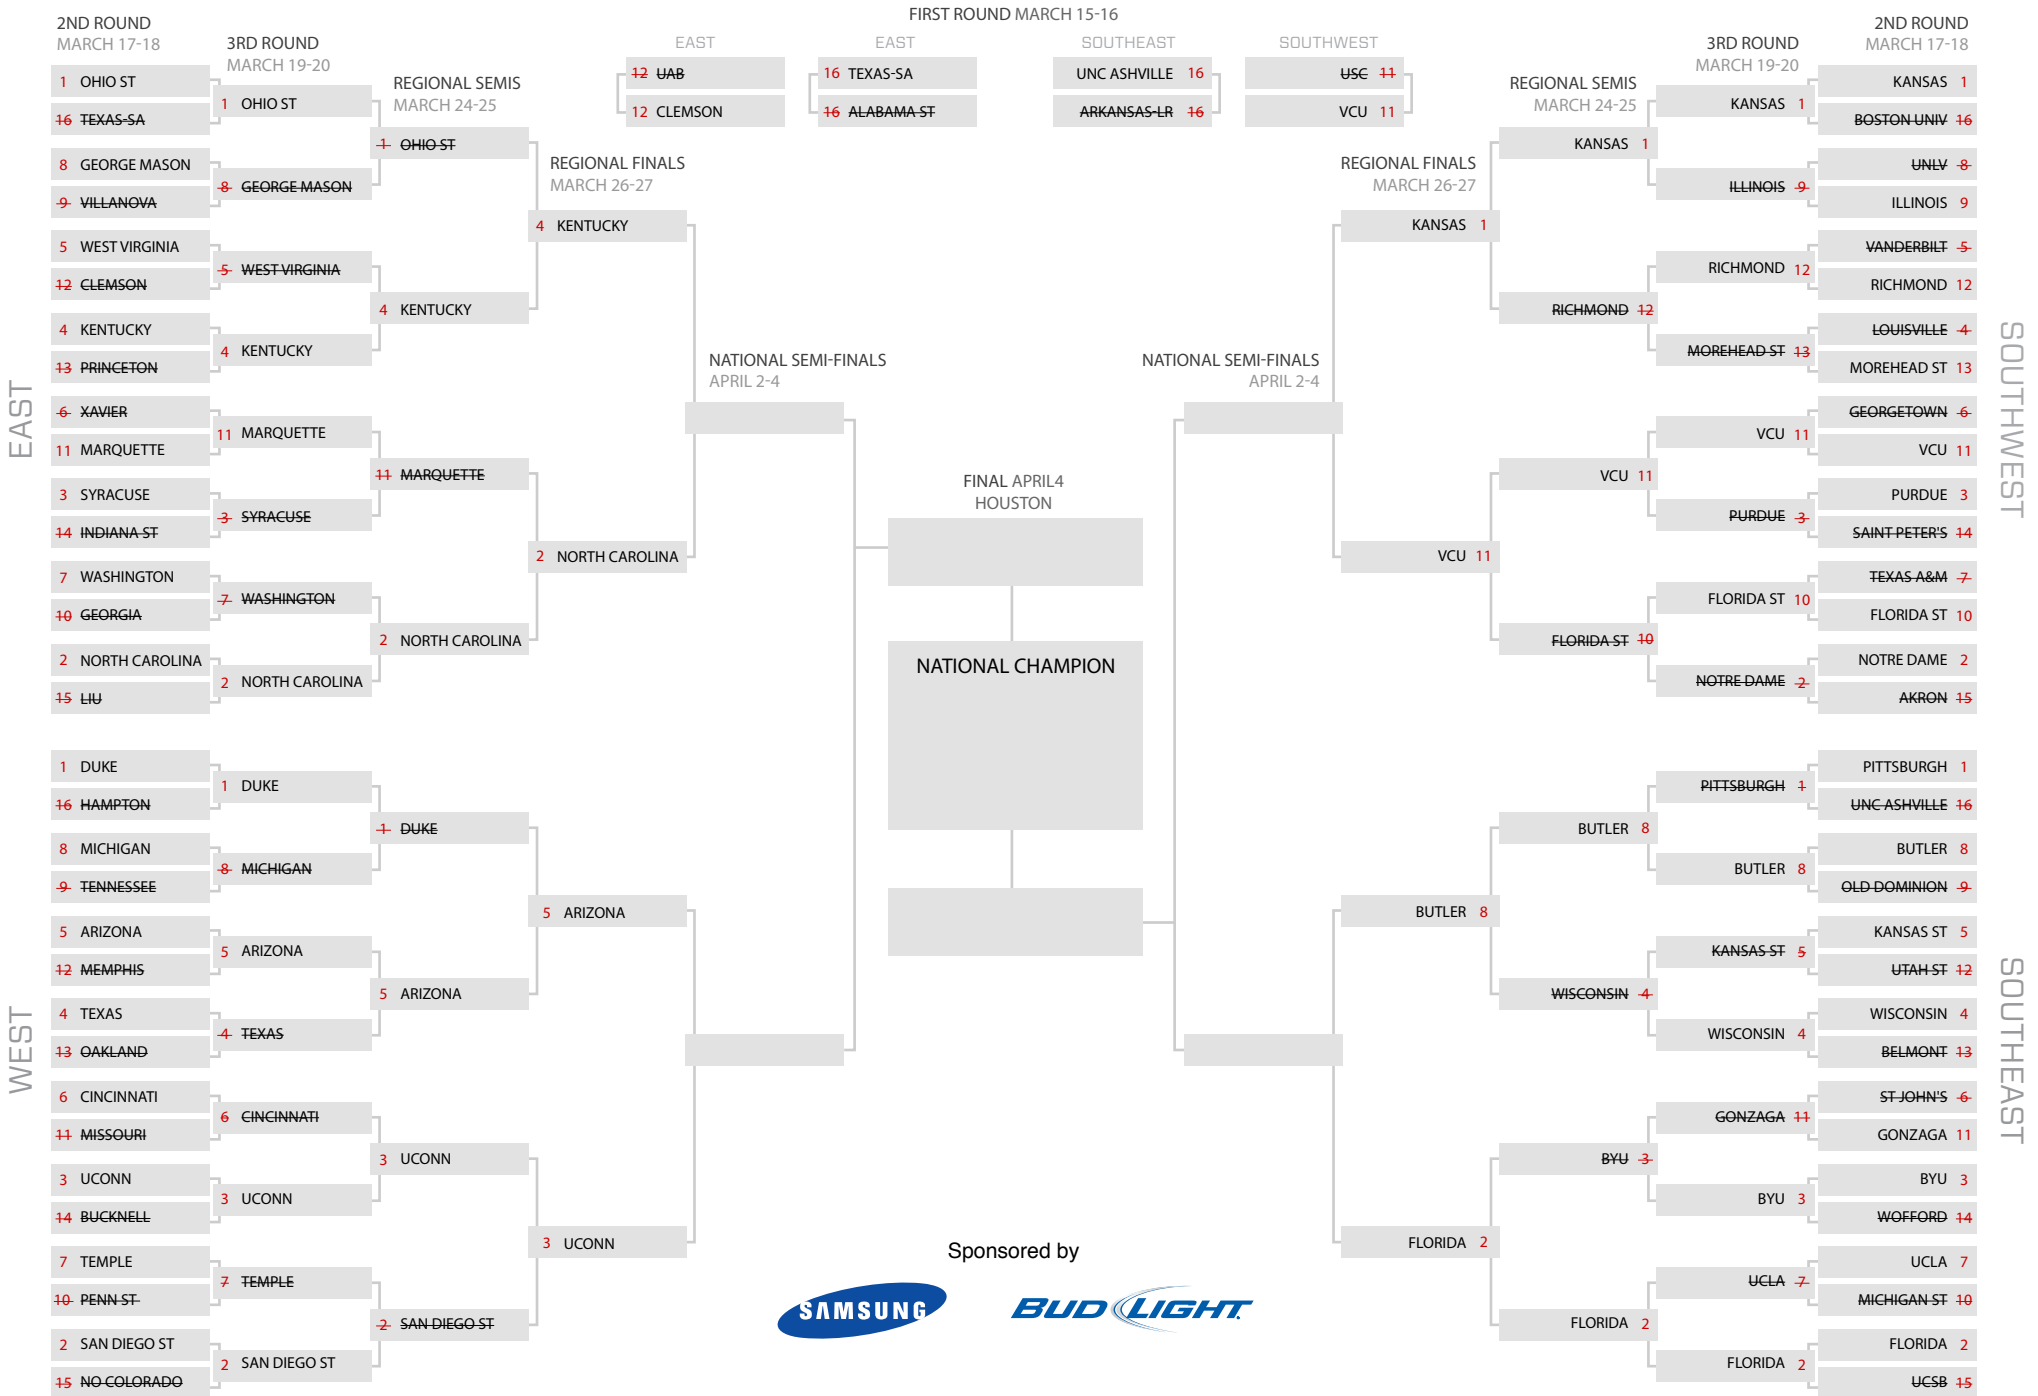 FIRST ROUND MARCH 15-16
EAST
12 UAB
12 CLEMSON
EAST
16 TEXAS-SA
16 ALABAMA ST
SOUTHEAST
UNC ASHVILLE 16
ARKANSAS-LR 16
SOUTHWEST
USC 11
VCU 11
2ND ROUND
MARCH 17-18
EAST
1 OHIO ST
16 TEXAS-SA
8 GEORGE MASON
9 VILLANOVA
5 WEST VIRGINIA
12 CLEMSON
4 KENTUCKY
13 PRINCETON
6 XAVIER
11 MARQUETTE
3 SYRACUSE
14 INDIANA ST
7 WASHINGTON
10 GEORGIA
2 NORTH CAROLINA
15 LIU
WEST
1 DUKE
16 HAMPTON
8 MICHIGAN
9 TENNESSEE
5 ARIZONA
12 MEMPHIS
4 TEXAS
13 OAKLAND
6 CINCINNATI
11 MISSOURI
3 UCONN
14 BUCKNELL
7 TEMPLE
10 PENN ST
2 SAN DIEGO ST
15 NO COLORADO
3RD ROUND
MARCH 19-20
1 OHIO ST
8 GEORGE MASON
5 WEST VIRGINIA
4 KENTUCKY
11 MARQUETTE
3 SYRACUSE
7 WASHINGTON
2 NORTH CAROLINA
1 DUKE
8 MICHIGAN
5 ARIZONA
4 TEXAS
6 CINCINNATI
3 UCONN
7 TEMPLE
2 SAN DIEGO ST
REGIONAL SEMIS
MARCH 24-25
1 OHIO ST
4 KENTUCKY
11 MARQUETTE
2 NORTH CAROLINA
1 DUKE
5 ARIZONA
3 UCONN
2 SAN DIEGO ST
REGIONAL FINALS
MARCH 26-27
4 KENTUCKY
2 NORTH CAROLINA
5 ARIZONA
3 UCONN
NATIONAL SEMI-FINALS
APRIL 2-4
FINAL APRIL4
HOUSTON
NATIONAL CHAMPION
Sponsored by
SAMSUNG
BUD LIGHT.
NATIONAL SEMI-FINALS
APRIL 2-4
REGIONAL FINALS
MARCH 26-27
KANSAS 1
VCU 11
BUTLER 8
FLORIDA 2
REGIONAL SEMIS
MARCH 24-25
KANSAS 1
RICHMOND 12
VCU 11
FLORIDA ST 10
BUTLER 8
WISCONSIN 4
BYU 3
FLORIDA 2
3RD ROUND
MARCH 19-20
KANSAS 1
ILLINOIS 9
RICHMOND 12
MOREHEAD ST 13
VCU 11
PURDUE 3
FLORIDA ST 10
NOTRE DAME 2
PITTSBURGH 1
BUTLER 8
KANSAS ST 5
WISCONSIN 4
GONZAGA 11
BYU 3
UCLA 7
FLORIDA 2
2ND ROUND
MARCH 17-18
SOUTHWEST
KANSAS 1
BOSTON UNIV 16
UNLV 8
ILLINOIS 9
VANDERBILT 5
RICHMOND 12
LOUISVILLE 4
MOREHEAD ST 13
GEORGETOWN 6
VCU 11
PURDUE 3
SAINT PETER'S 14
TEXAS A&M 7
FLORIDA ST 10
NOTRE DAME 2
AKRON 15
SOUTHEAST
PITTSBURGH 1
UNC ASHVILLE 16
BUTLER 8
OLD DOMINION 9
KANSAS ST 5
UTAH ST 12
WISCONSIN 4
BELMONT 13
ST JOHN'S 6
GONZAGA 11
BYU 3
WOFFORD 14
UCLA 7
MICHIGAN ST 10
FLORIDA 2
UCSB 15